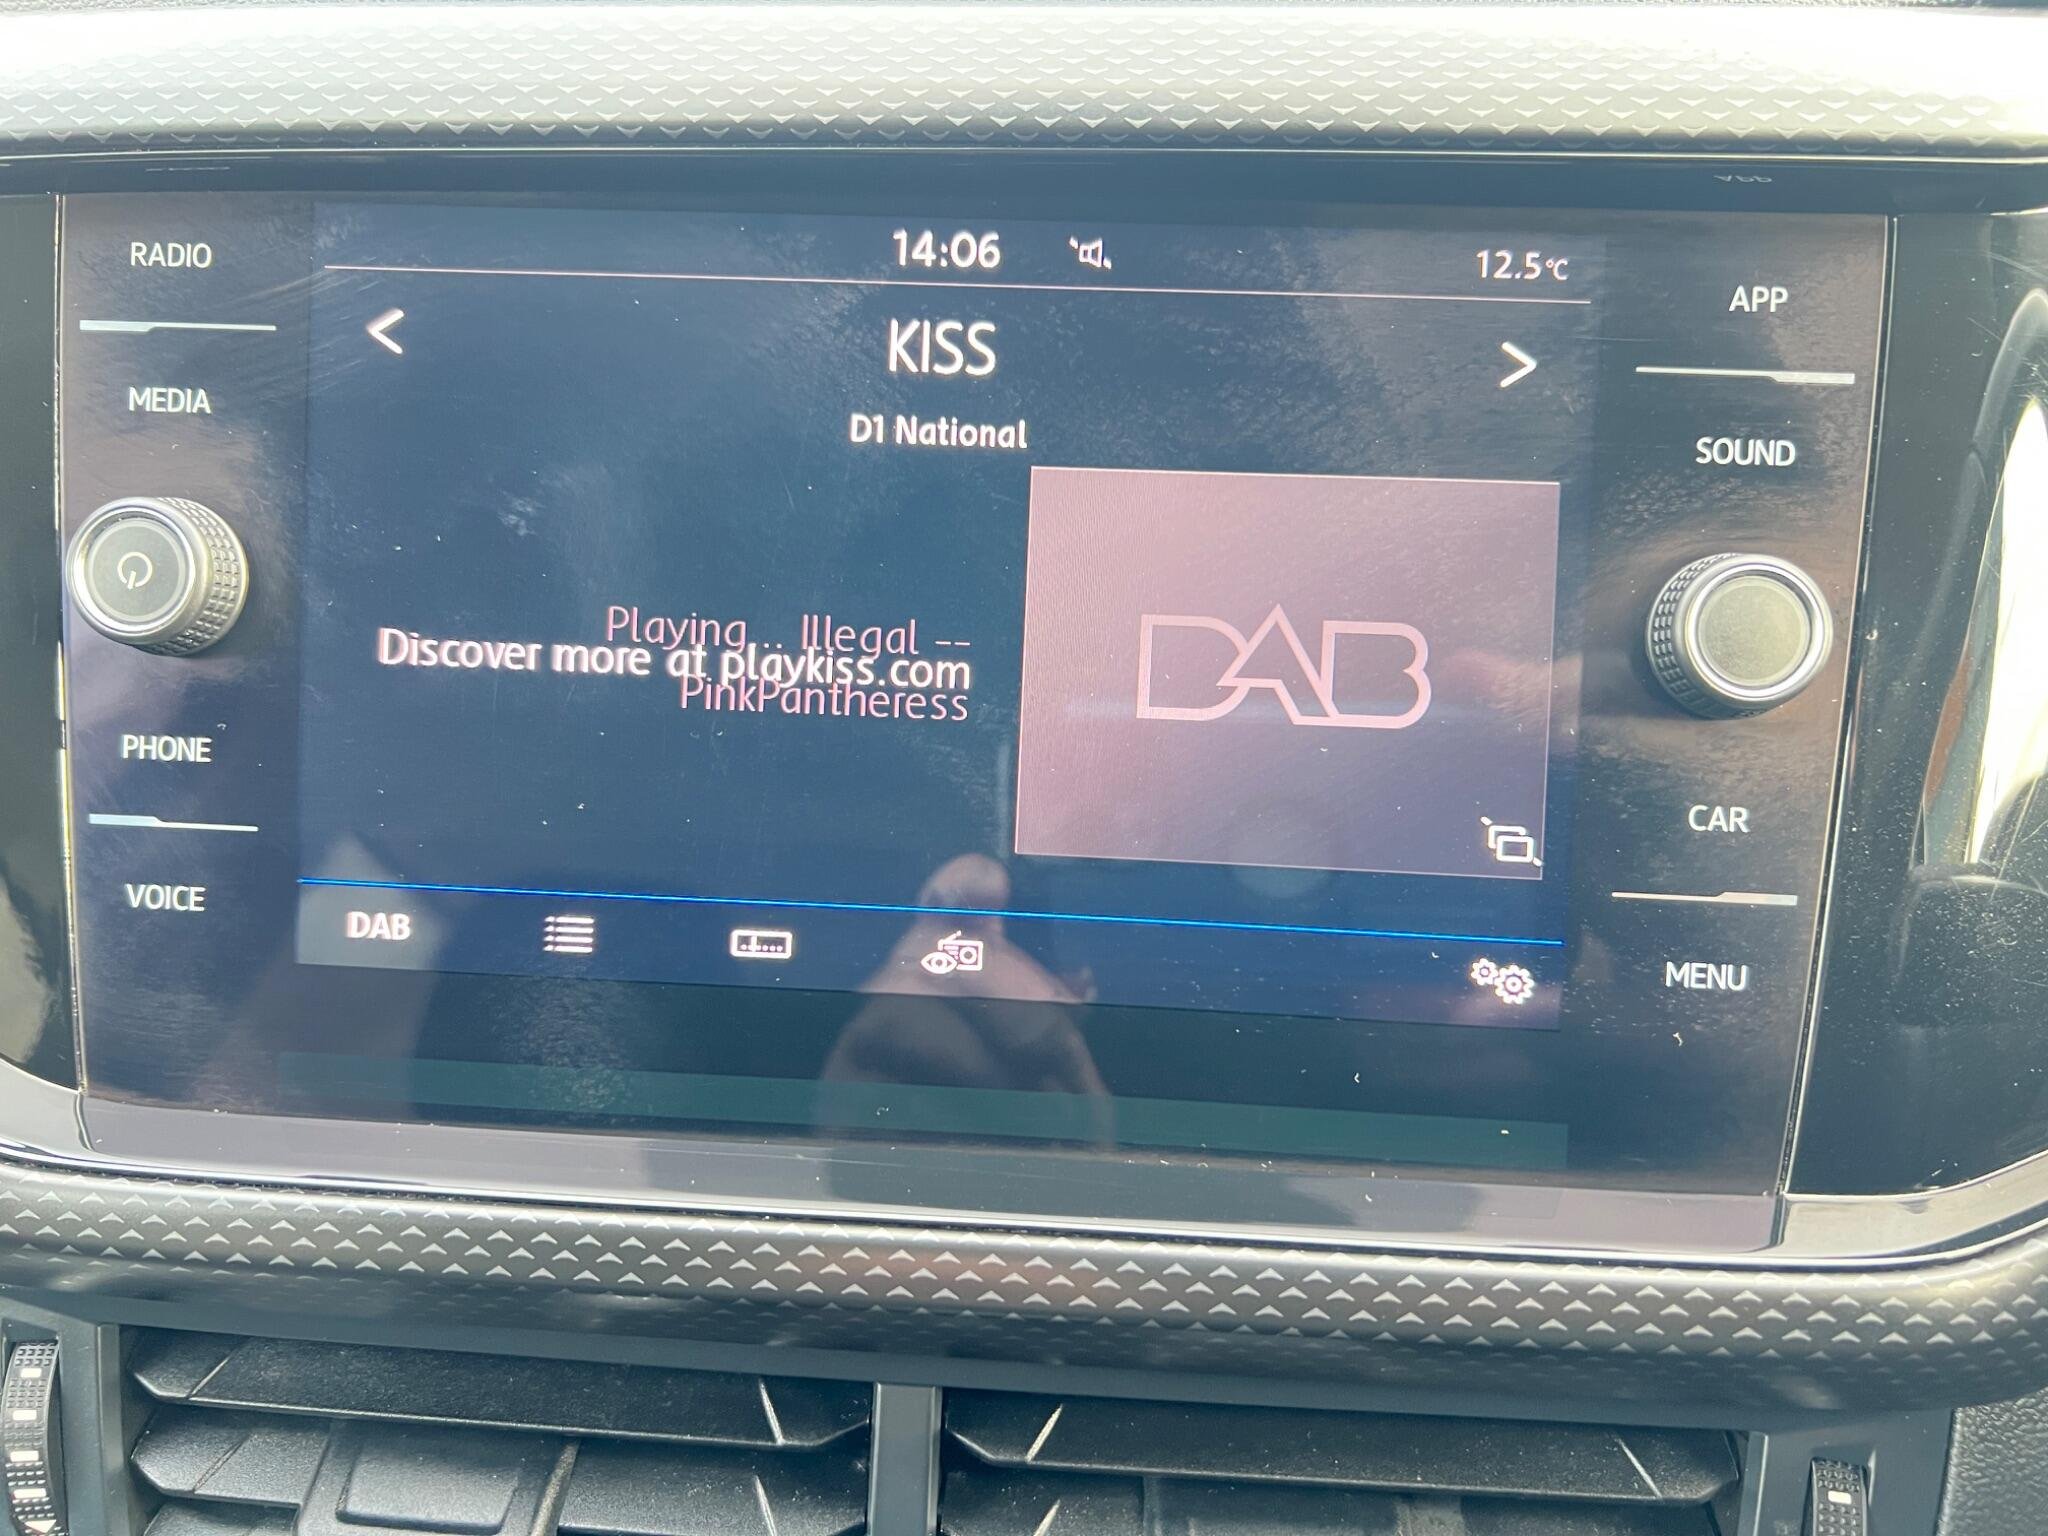 RADIO
MEDIA
PHONE
VOICE
14:06
12.5°C
KISS
D1 National
Playing.. Illegal --
Discover more at playkiss.com
PinkPantheress
DAB
DAB
APP
SOUND
CAR
MENU